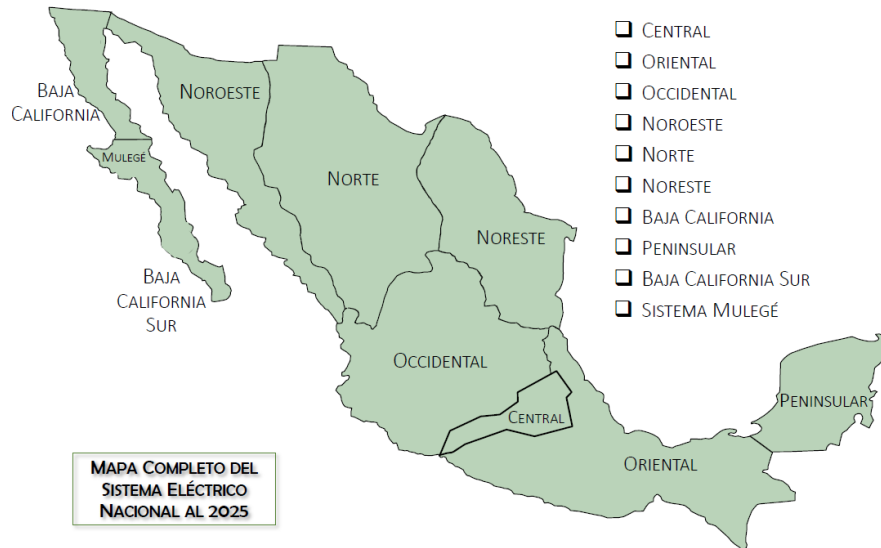 ❑ Central
❑ Oriental
❑ Occidental
❑ Noroeste
❑ Norte
❑ Noreste
❑ Baja California
❑ Peninsular
❑ Baja California Sur
❑ Sistema Mulegé
Baja
California
Noroeste
Mulegé
Norte
Noreste
Baja
California
Sur
Occidental
Central
Peninsular
Oriental
Mapa Completo del
Sistema Eléctrico
Nacional al 2025